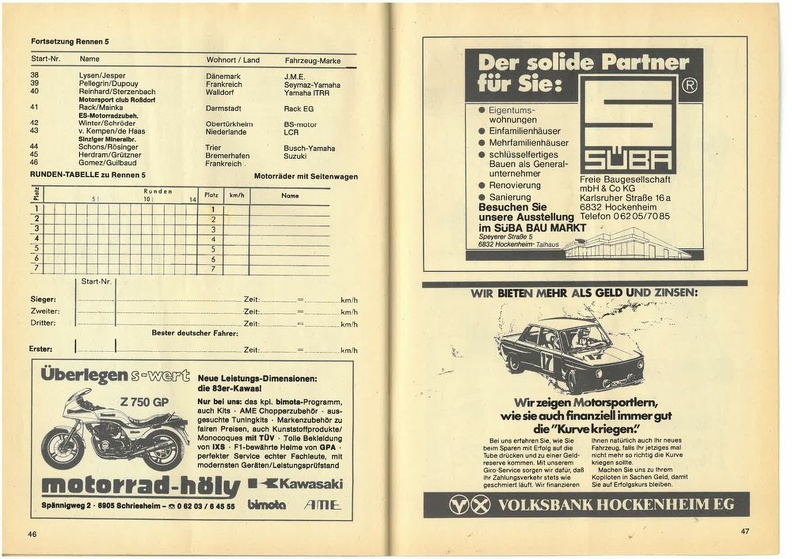 Fortsetzung Rennen 5
Start-Nr. Name Wohnort / Land Fahrzeug-Marke
38 Lysen/Jesper Dänemark J.M.E.
39 Pellegrin/Dupouy Frankreich Seymaz-Yamaha
40 Reinhard/Sterzenbach Walldorf Yamaha ITRR
Motorsport club Roßdorf
41 Rack/Mainka Darmstadt Rack EG
ES-Motorradzubeh.
42 Winter/Schröder Obertürkheim BS-motor
43 v. Kempen/de Haas Niederlande LCR
Sinziger Mineralbr.
44 Schons/Rösinger Trier Busch-Yamaha
45 Herdram/Grützner Bremerhafen Suzuki
46 Gomez/Guilbaud Frankreich
RUNDEN-TABELLE zu Rennen 5 Motorräder mit Seitenwagen
Platz Runden Platz km/h Name
5 10 14
1 1
2 2
3 3
4 4
5 5
6 6
7 7
Start-Nr.
Sieger: Zeit: = km/h
Zweiter: Zeit: = km/h
Dritter: Zeit: = km/h
Bester deutscher Fahrer:
Erster: Zeit: = km/h
Überlegen s-wert
Z 750 GP
Neue Leistungs-Dimensionen:
die 83er-Kawas!
Nur bei uns: das kpl. bimota-Programm,
auch Kits · AME Chopperzubehör · aus-
gesuchte Tuningkits · Markenzubehör zu
fairen Preisen, auch Kunststoffprodukte/
Monocoques mit TÜV · Tolle Bekleidung
von IXS · F1-bewährte Helme von GPA ·
perfekter Service echter Fachleute, mit
modernsten Geräten/Leistungsprüfstand
motorrad-höly Kawasaki
Spännigweg 2 · 6905 Schriesheim – ☎ 0 62 03 / 6 45 55 bimota AME
46
Der solide Partner
für Sie:
®
S
SÜBA
Eigentums-
wohnungen
Einfamilienhäuser
Mehrfamilienhäuser
schlüsselfertiges
Bauen als General-
unternehmer
Renovierung
Sanierung
Freie Baugesellschaft
mbH & Co KG
Karlsruher Straße 16a
6832 Hockenheim
Telefon 0 62 05/70 85
Besuchen Sie
unsere Ausstellung
im SÜBA BAU MARKT
Speyerer Straße 5
6832 Hockenheim-Talhaus
WIR BIETEN MEHR ALS GELD UND ZINSEN:
17
Wir zeigen Motorsportlern,
wie sie auch finanziell immer gut
die "Kurve kriegen."
Bei uns erfahren Sie, wie Sie
beim Sparen mit Erfolg auf die
Tube drücken und zu einer Geld-
reserve kommen. Mit unserem
Giro-Service sorgen wir dafür, daß
Ihr Zahlungsverkehr stets wie
geschmiert läuft. Wir finanzieren
Ihnen natürlich auch Ihr neues
Fahrzeug, falls Ihr jetziges mal
nicht mehr so richtig die Kurve
kriegen sollte.
Machen Sie uns zu Ihrem
Kopiloten in Sachen Geld, damit
Sie auf Erfolgskurs bleiben.
VOLKSBANK HOCKENHEIM EG
47